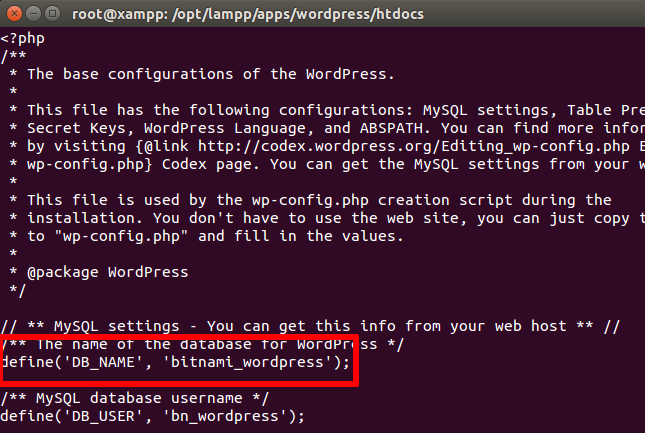 root@xampp: /opt/lampp/apps/wordpress/htdocs
<?php
/**
 * The base configurations of the WordPress.
 *
 * This file has the following configurations: MySQL settings, Table Pre
 * Secret Keys, WordPress Language, and ABSPATH. You can find more infor
 * by visiting {@link http://codex.wordpress.org/Editing_wp-config.php E
 * wp-config.php} Codex page. You can get the MySQL settings from your w
 *
 * This file is used by the wp-config.php creation script during the
 * installation. You don't have to use the web site, you can just copy t
 * to "wp-config.php" and fill in the values.
 *
 * @package WordPress
 */
// ** MySQL settings - You can get this info from your web host ** //
/** The name of the database for WordPress */
define('DB_NAME', 'bitnami_wordpress');
/** MySQL database username */
define('DB_USER', 'bn_wordpress');